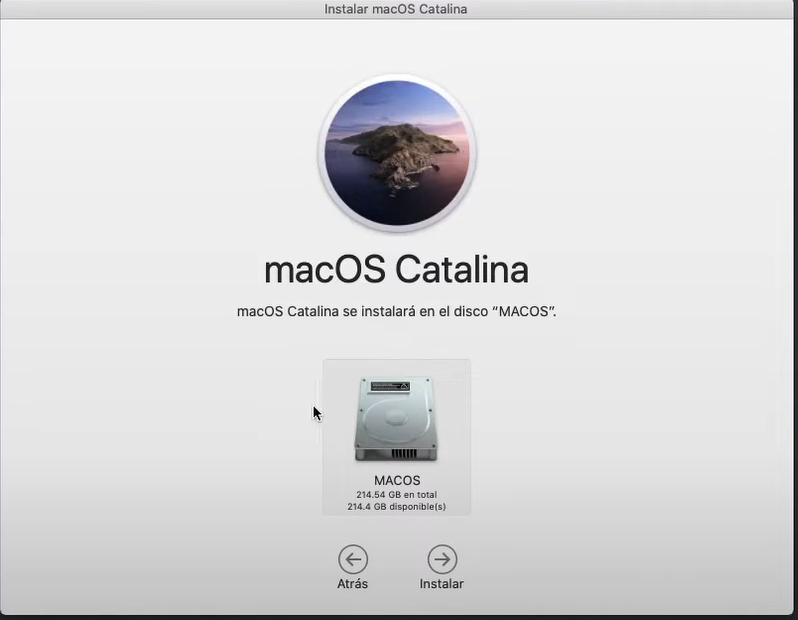 Instalar macOS Catalina
macOS Catalina
macOS Catalina se instalará en el disco “MACOS”.
MACOS
214.54 GB en total
214.4 GB disponible(s)
Atrás
Instalar